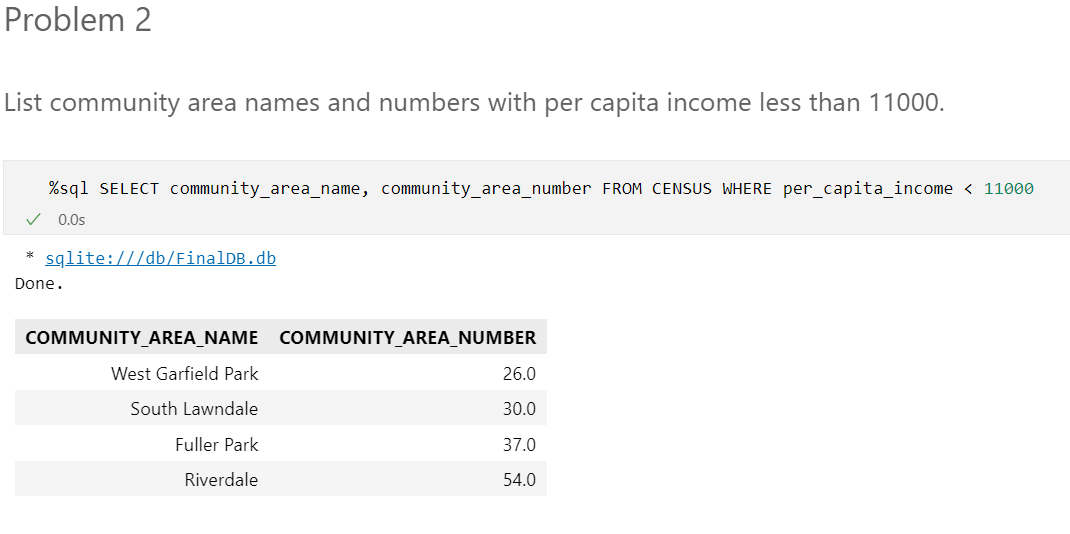 Problem 2
List community area names and numbers with per capita income less than 11000.
%sql SELECT community_area_name, community_area_number FROM CENSUS WHERE per_capita_income < 11000
✓ 0.0s
* sqlite:///db/FinalDB.db
Done.
COMMUNITY_AREA_NAME COMMUNITY_AREA_NUMBER
West Garfield Park 26.0
South Lawndale 30.0
Fuller Park 37.0
Riverdale 54.0